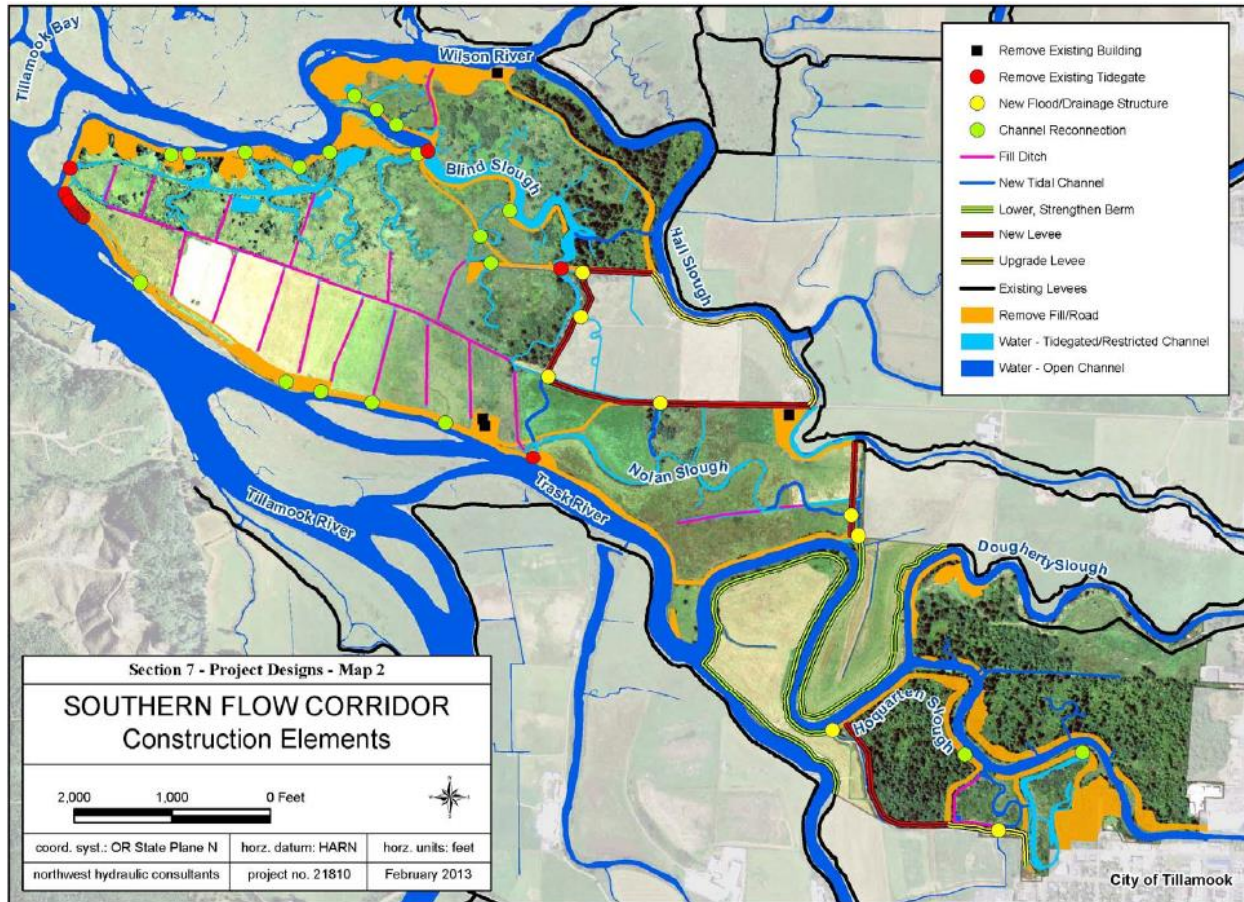 Tillamook Bay
Wilson River
Blind Slough
Hall Slough
Nolan Slough
Trask River
Tillamook River
Dougherty Slough
Hoquarten Slough
City of Tillamook
Remove Existing Building
Remove Existing Tidegate
New Flood/Drainage Structure
Channel Reconnection
Fill Ditch
New Tidal Channel
Lower, Strengthen Berm
New Levee
Upgrade Levee
Existing Levees
Remove Fill/Road
Water - Tidegated/Restricted Channel
Water - Open Channel
Section 7 - Project Designs - Map 2
SOUTHERN FLOW CORRIDOR
Construction Elements
2,000 1,000 0 Feet
coord. syst.: OR State Plane N horz. datum: HARN horz. units: feet
northwest hydraulic consultants project no. 21810 February 2013